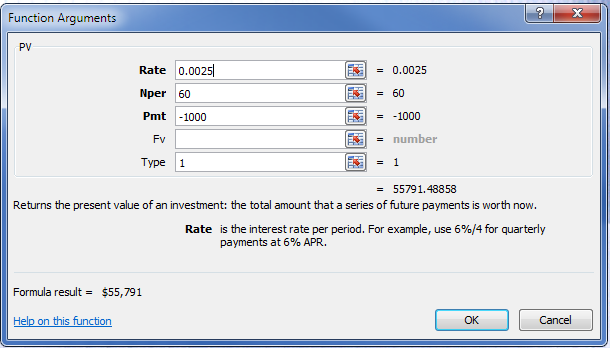 Function Arguments
PV
Rate 0.0025 = 0.0025
Nper 60 = 60
Pmt -1000 = -1000
Fv = number
Type 1 = 1
= 55791.48858
Returns the present value of an investment: the total amount that a series of future payments is worth now.
Rate is the interest rate per period. For example, use 6%/4 for quarterly
payments at 6% APR.
Formula result = $55,791
Help on this function
OK Cancel